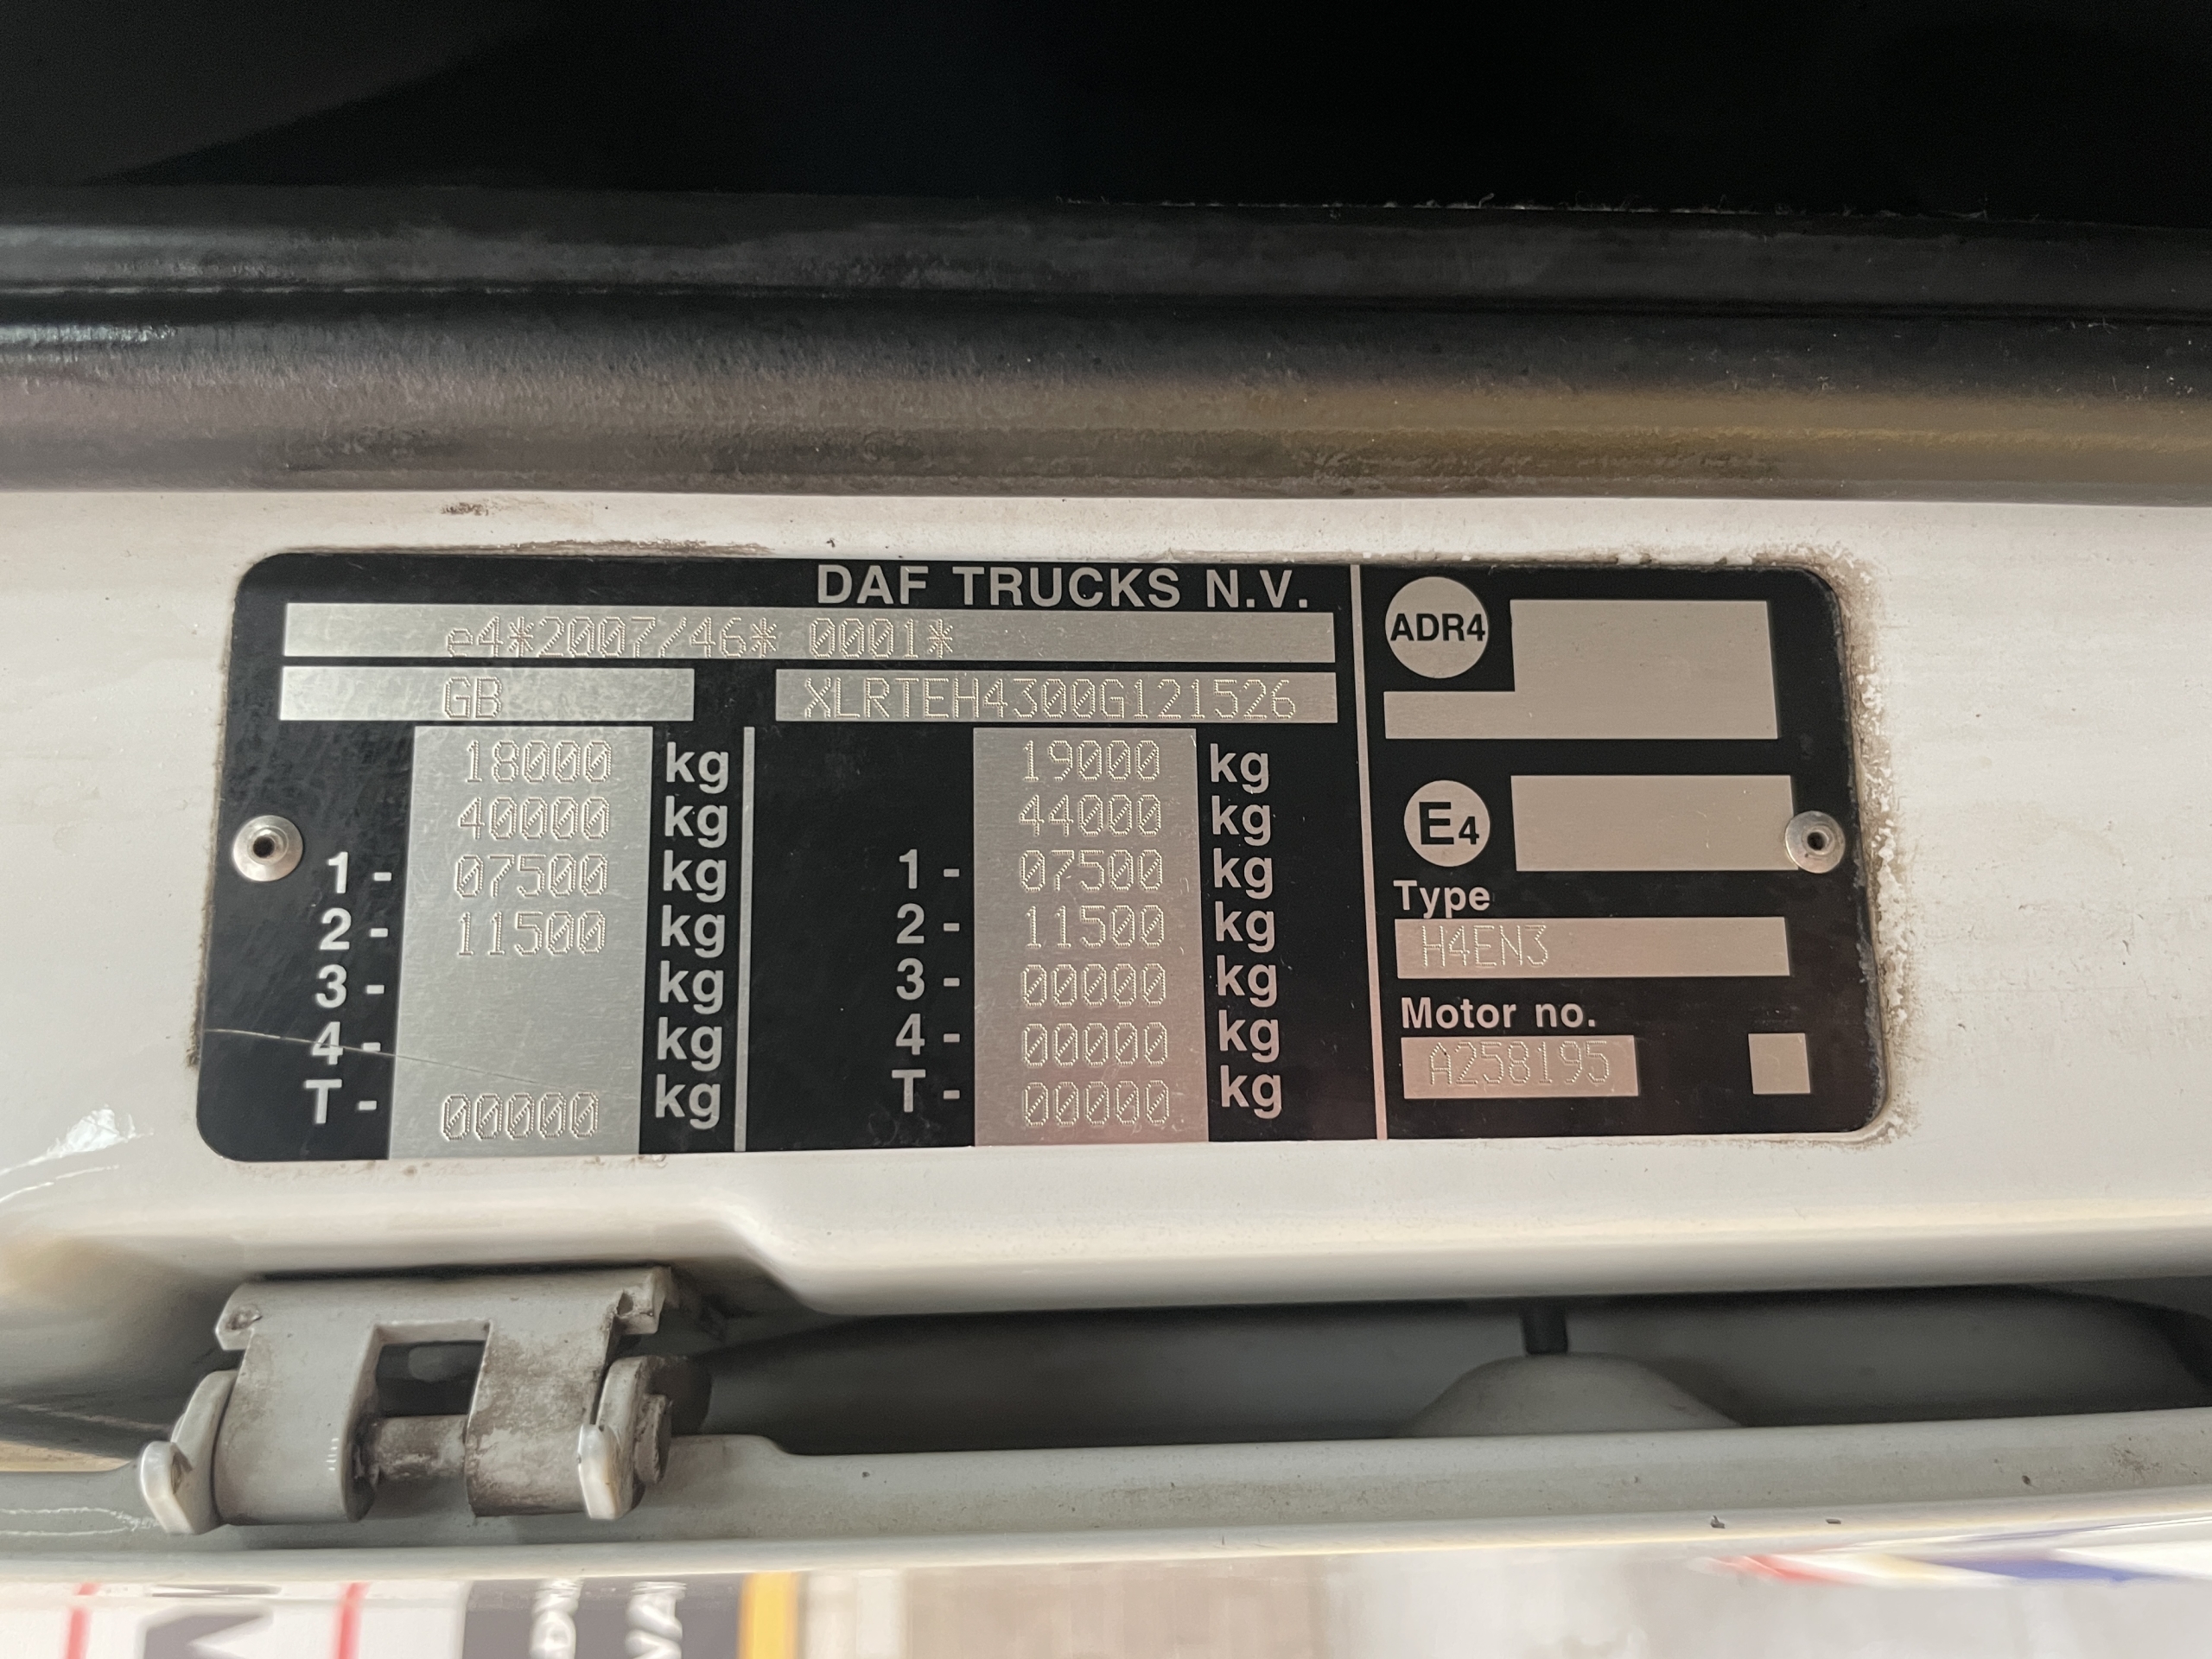 DAF TRUCKS N.V.
e4*2007/46* 0001*
GB
XLRTEH4300G121526
18000 kg
40000 kg
1 - 07500 kg
2 - 11500 kg
3 - kg
4 - kg
T - 00000 kg
19000 kg
44000 kg
1 - 07500 kg
2 - 11500 kg
3 - 00000 kg
4 - 00000 kg
T - 00000 kg
ADR4
E4
Type
H4EN3
Motor no.
A258195